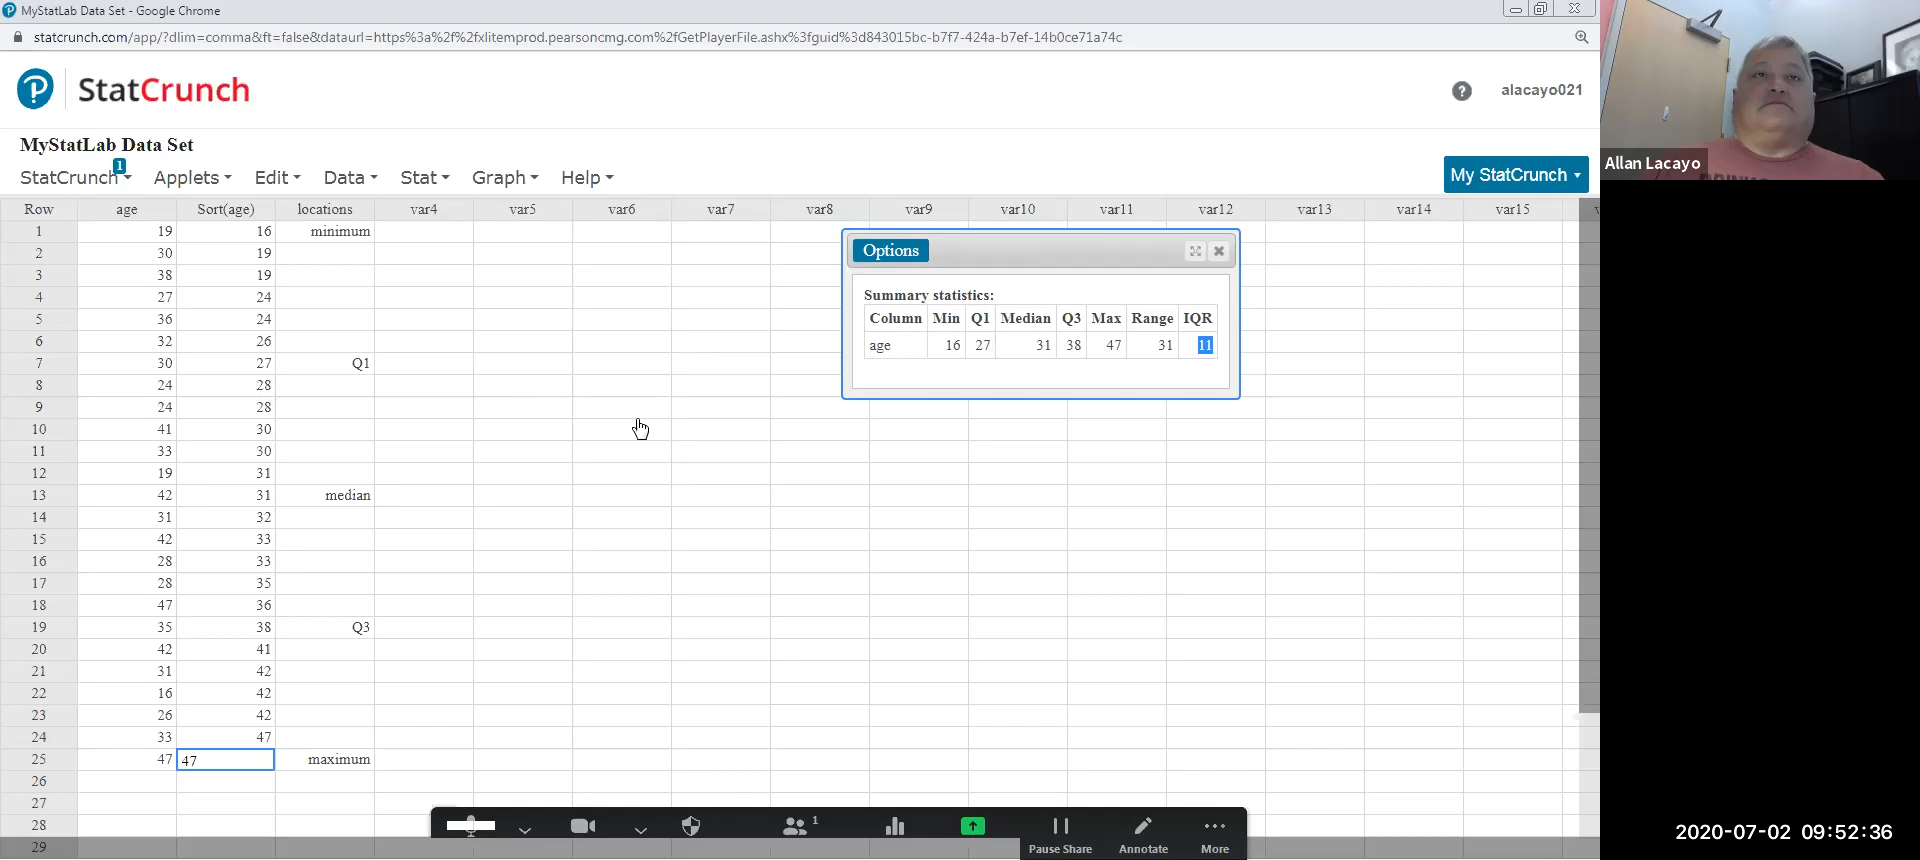 MyStatLab Data Set - Google Chrome
statcrunch.com/app/?dlim=comma&ft=false&dataurl=https%3a%2f%2fxlitemprod.pearsoncmg.com%2fGetPlayerFile.ashx%3fguid%3d843015bc-b7f7-424a-b7ef-14b0ce71a74c
StatCrunch
? alacayo021
MyStatLab Data Set
StatCrunch 1 Applets Edit Data Stat Graph Help
My StatCrunch
Row age Sort(age) locations var4 var5 var6 var7 var8 var9 var10 var11 var12 var13 var14 var15
1 19 16 minimum
2 30 19
3 38 19
4 27 24
5 36 24
6 32 26
7 30 27 Q1
8 24 28
9 24 28
10 41 30
11 33 30
12 19 31
13 42 31 median
14 31 32
15 42 33
16 28 33
17 28 35
18 47 36
19 35 38 Q3
20 42 41
21 31 42
22 16 42
23 26 42
24 33 47
25 47 47 maximum
26
27
28
29
Options
Summary statistics:
Column Min Q1 Median Q3 Max Range IQR
age 16 27 31 38 47 31 11
1
Pause Share Annotate More
Allan Lacayo
2020-07-02 09:52:36